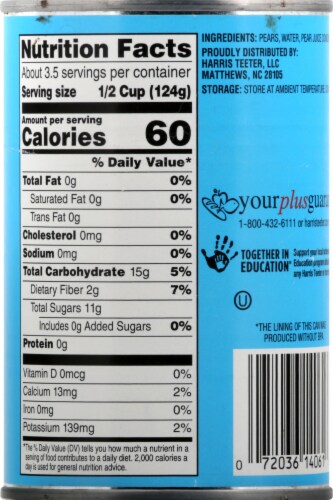 Nutrition Facts
About 3.5 servings per container
Serving size 1/2 Cup (124g)
Amount per serving
Calories 60
% Daily Value*
Total Fat 0g 0%
Saturated Fat 0g 0%
Trans Fat 0g
Cholesterol 0mg 0%
Sodium 0mg 0%
Total Carbohydrate 15g 5%
Dietary Fiber 2g 7%
Total Sugars 11g
Includes 0g Added Sugars 0%
Protein 0g
Vitamin D 0mcg 0%
Calcium 13mg 2%
Iron 0mg 0%
Potassium 139mg 2%
*The % Daily Value (DV) tells you how much a nutrient in a
serving of food contributes to a daily diet. 2,000 calories a
day is used for general nutrition advice.
INGREDIENTS: PEARS, WATER, PEAR JUICE
PROUDLY DISTRIBUTED BY:
HARRIS TEETER, LLC
MATTHEWS, NC 28105
STORAGE: STORE AT AMBIENT TEMPERATURE.
yourplus
1-800-432-6111 or
TOGETHER IN
EDUCATION
Support your
Education
any Harris Teeter
U
*THE LINING OF THIS CAN
PRODUCED WITHOUT
0 72036 14061